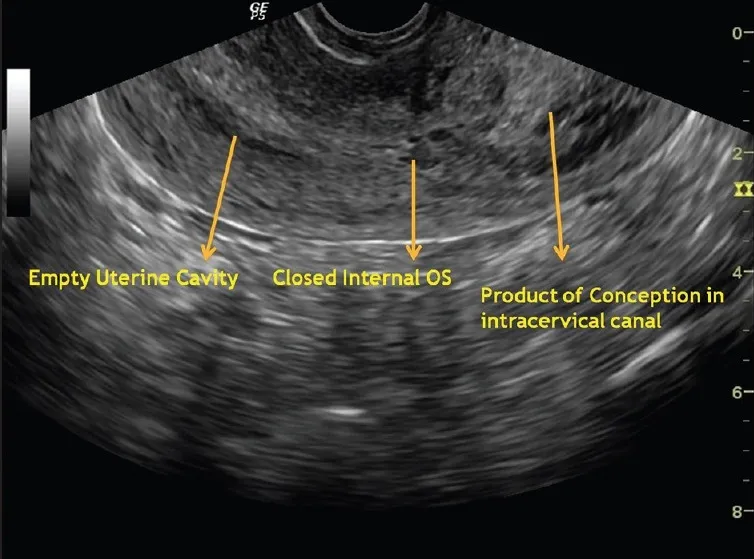 GE
PS
0
2
4
Empty Uterine Cavity
Closed Internal OS
Product of Conception in
intracervical canal
6
8